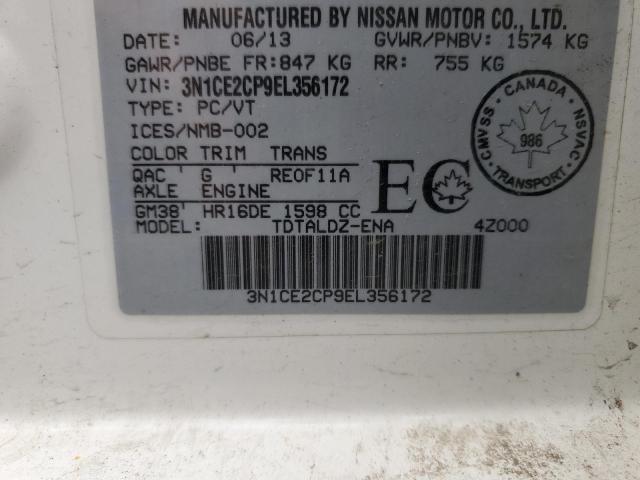 MANUFACTURED BY NISSAN MOTOR CO., LTD.
DATE: 06/13 GVWR/PNBV: 1574 KG
GAWR/PNBE FR: 847 KG RR: 755 KG
VIN: 3N1CE2CP9EL356172
TYPE: PC/VT
ICES/NMB-002
COLOR TRIM TRANS
QAC G RE0F11A
AXLE ENGINE
GM38 HR16DE 1598 CC
MODEL: TDTALDZ-ENA 4Z000
EC
CANADA
CMVSS NSVAC
986
TRANSPORT
3N1CE2CP9EL356172